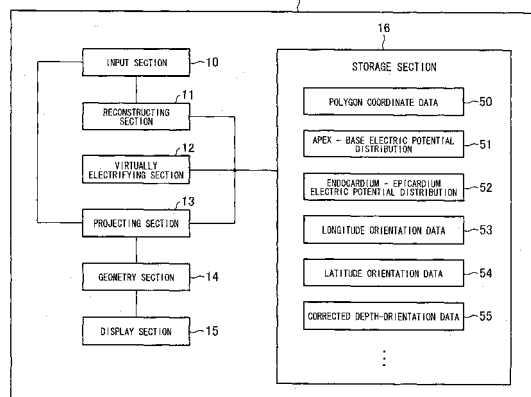 INPUT SECTION
10
11
RECONSTRUCTING
SECTION
12
VIRTUALLY
ELECTRIFYING SECTION
13
PROJECTING SECTION
GEOMETRY SECTION
14
DISPLAY SECTION
15
16
STORAGE SECTION
POLYGON COORDINATE DATA
50
APEX - BASE ELECTRIC POTENTIAL
DISTRIBUTION
51
ENDOCARDIUM - EPICARDIUM
ELECTRIC POTENTIAL DISTRIBUTION
52
LONGITUDE ORIENTATION DATA
53
LATITUDE ORIENTATION DATA
54
CORRECTED DEPTH-ORIENTATION DATA
55